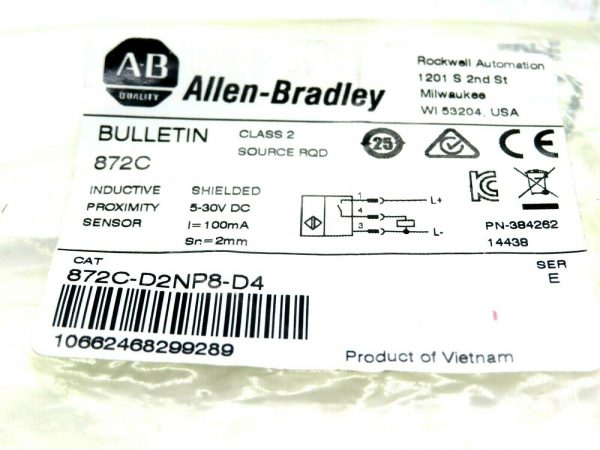 A-B
QUALITY
Allen-Bradley
Rockwell Automation
1201 S 2nd St
Milwaukee
WI 53204, USA
BULLETIN
872C
CLASS 2
SOURCE RQD
25
CE
KC
INDUCTIVE
PROXIMITY
SENSOR
SHIELDED
5-30V DC
I=100mA
Sn=2mm
1
4
3
L+
L-
PN-384262
14438
CAT
872C-D2NP8-D4
SER
E
10662468299289
Product of Vietnam